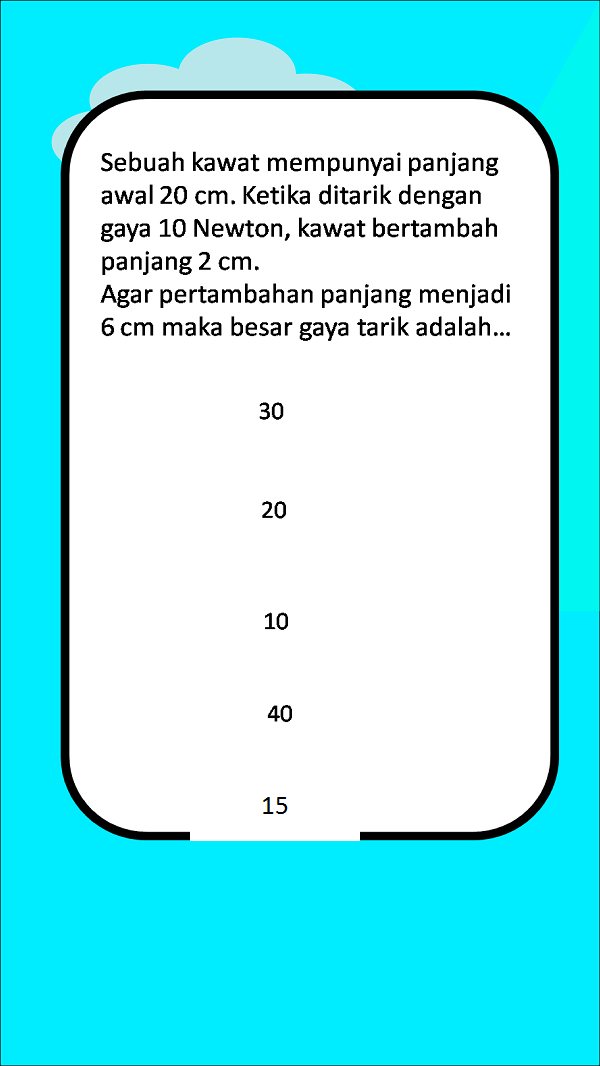 Sebuah kawat mempunyai panjang
awal 20 cm. Ketika ditarik dengan
gaya 10 Newton, kawat bertambah
panjang 2 cm.
Agar pertambahan panjang menjadi
6 cm maka besar gaya tarik adalah...
30
20
10
40
15